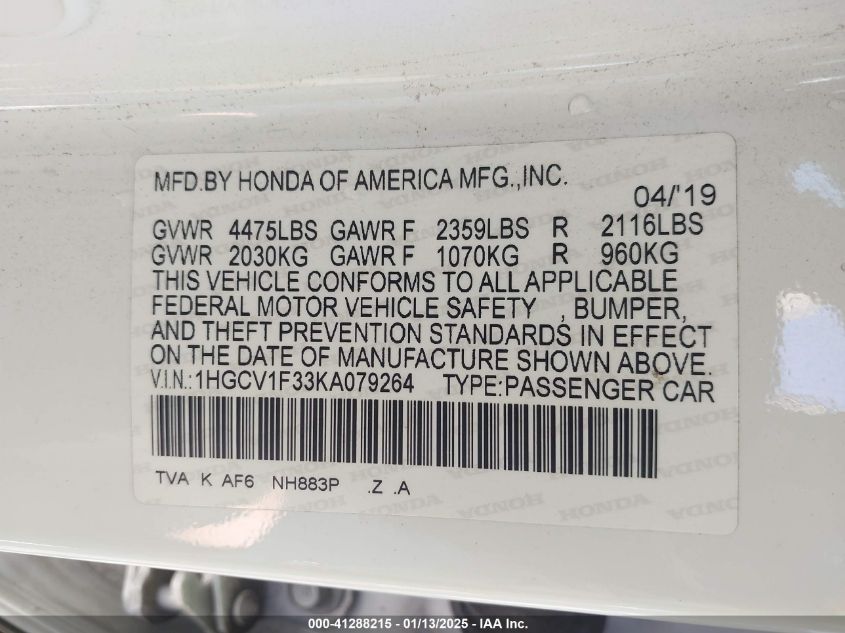 MFD.BY HONDA OF AMERICA MFG.,INC.
04/'19
GVWR 4475LBS GAWR F 2359LBS R 2116LBS
GVWR 2030KG GAWR F 1070KG R 960KG
THIS VEHICLE CONFORMS TO ALL APPLICABLE
FEDERAL MOTOR VEHICLE SAFETY , BUMPER,
AND THEFT PREVENTION STANDARDS IN EFFECT
ON THE DATE OF MANUFACTURE SHOWN ABOVE.
V.I.N.:1HGCV1F33KA079264 TYPE:PASSENGER CAR
TVA K AF6 NH883P .Z .A
000-41288215 - 01/13/2025 - IAA Inc.